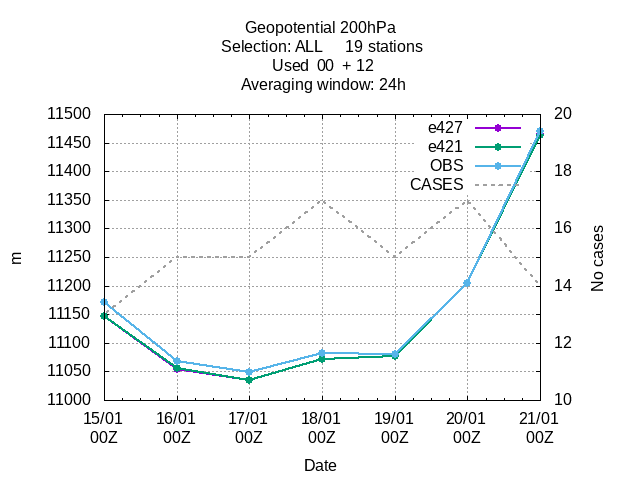 Geopotential 200hPa
Selection: ALL 19 stations
Used 00 + 12
Averaging window: 24h
11500
11450
11400
11350
11300
11250
11200
11150
11100
11050
11000
m
e427
e421
OBS
CASES
20
18
16
14
12
10
No cases
15/01 16/01 17/01 18/01 19/01 20/01 21/01
00Z 00Z 00Z 00Z 00Z 00Z 00Z
Date